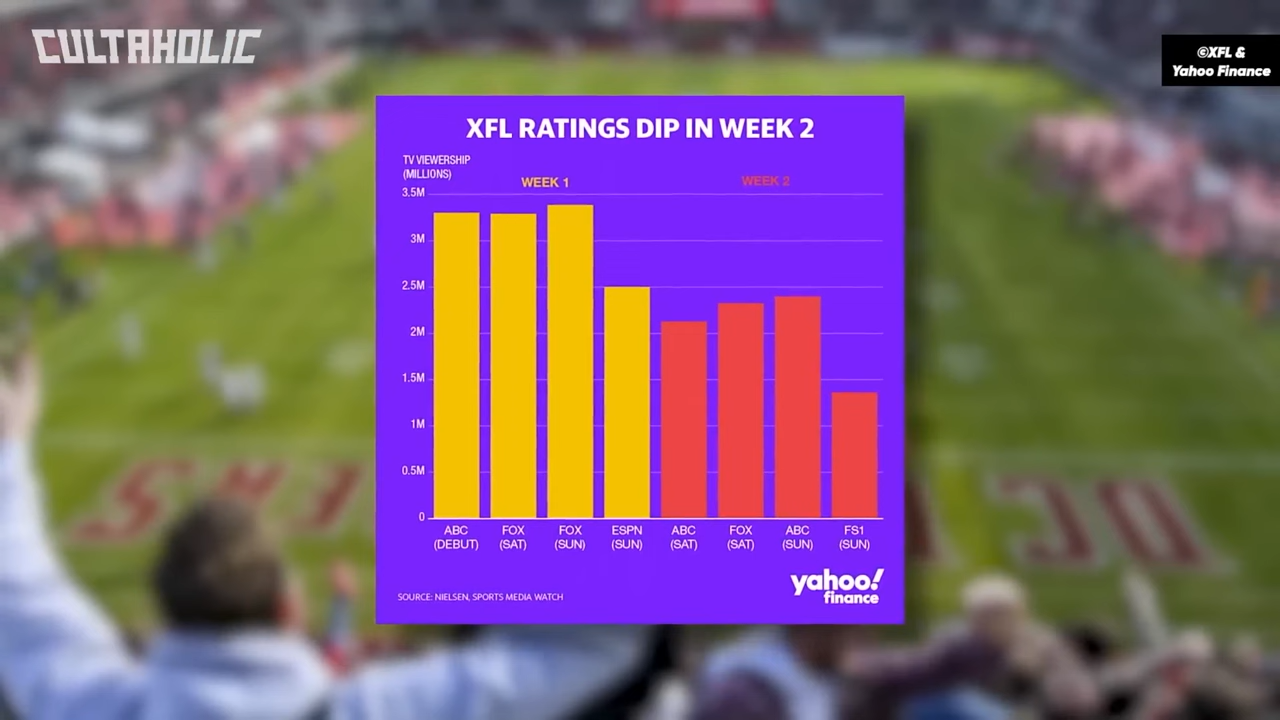 CULTAHOLIC
©XFL &
Yahoo Finance
XFL RATINGS DIP IN WEEK 2
TV VIEWERSHIP
(MILLIONS)
WEEK 1
WEEK 2
3.5M
3M
2.5M
2M
1.5M
1M
0.5M
0
ABC
(DEBUT)
FOX
(SAT)
FOX
(SUN)
ESPN
(SUN)
ABC
(SAT)
FOX
(SAT)
ABC
(SUN)
FS1
(SUN)
SOURCE: NIELSEN, SPORTS MEDIA WATCH
yahoo!
finance